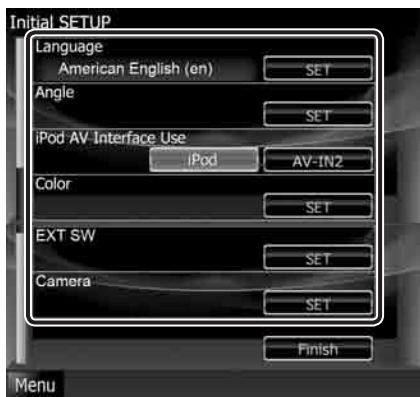 Initial SETUP
Language
American English (en) SET
Angle
SET
iPod AV Interface Use
iPod AV-IN2
Color
SET
EXT SW
SET
Camera
SET
Finish
Menu